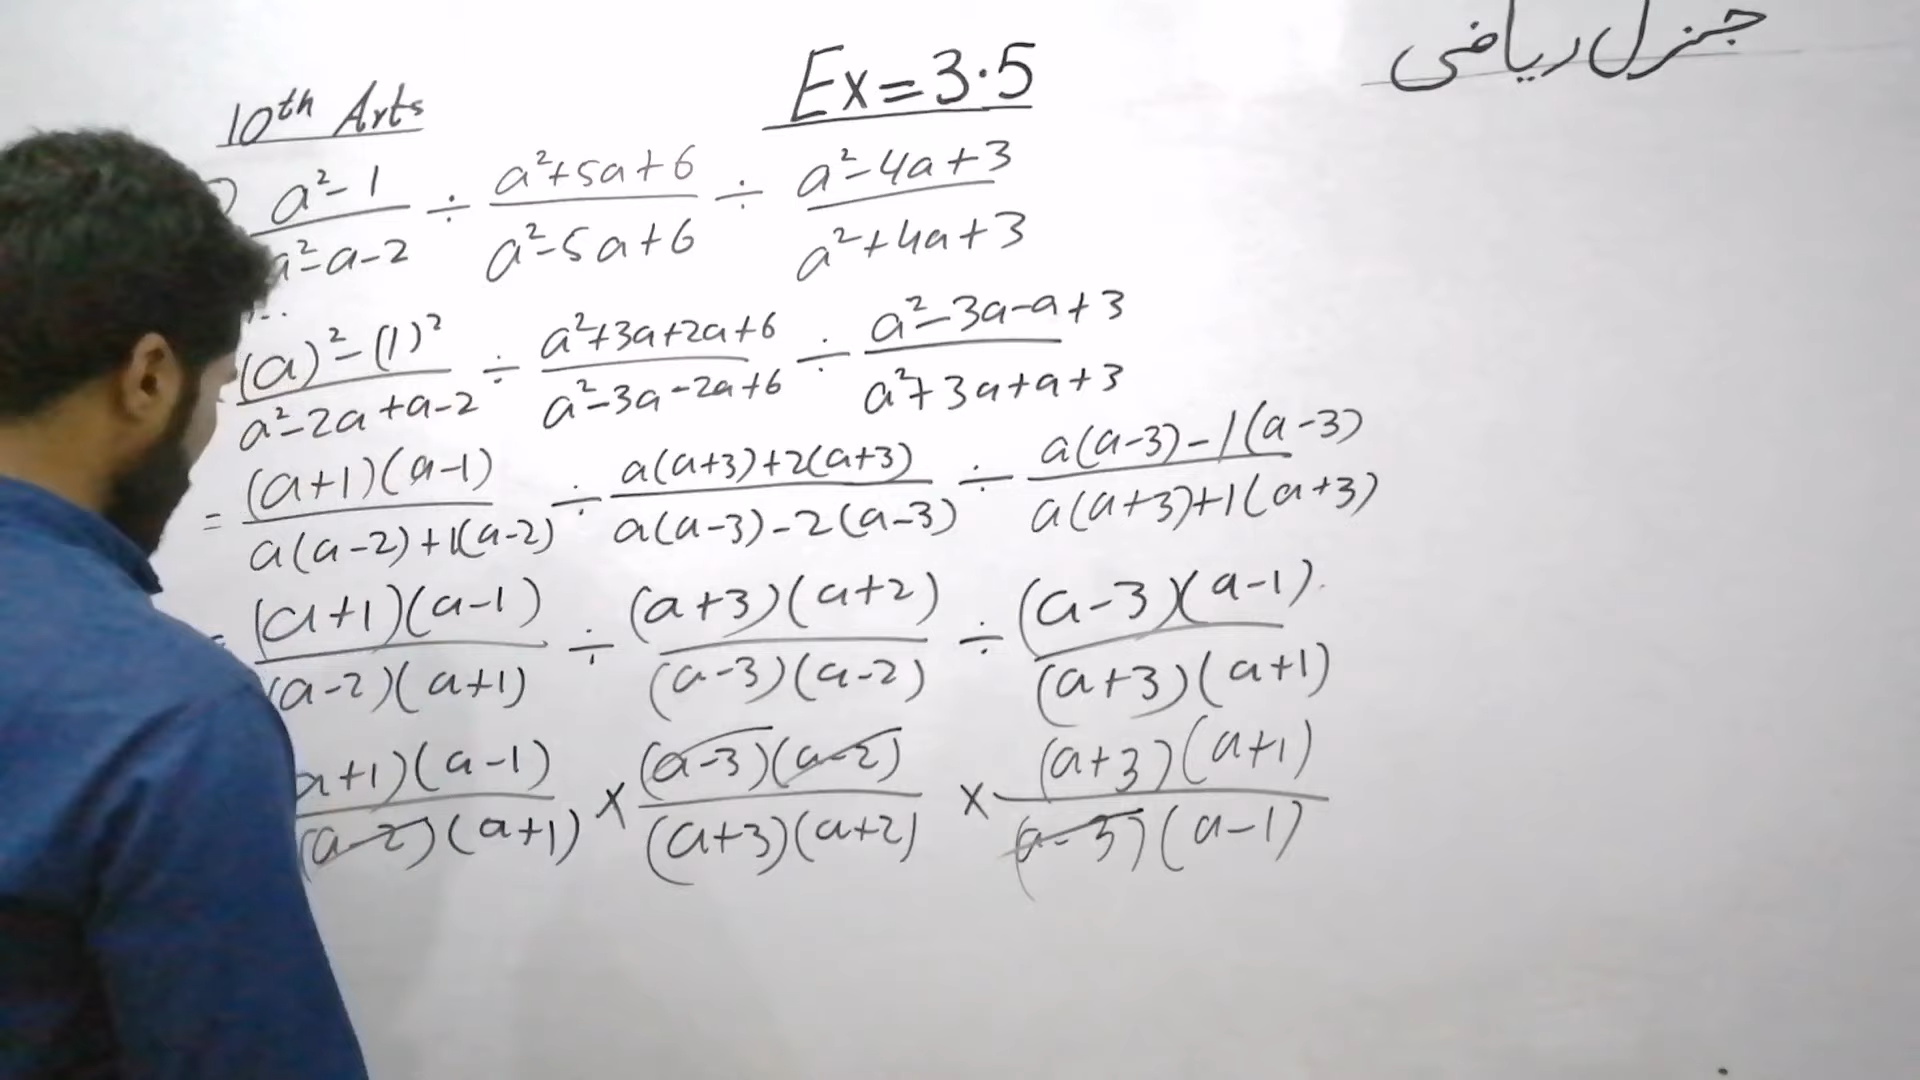 جنرل ریاضی
Ex=3.5
10th Arts
a²-1 / a²-a-2 ÷ a²+5a+6 / a²-5a+6 ÷ a²-4a+3 / a²+4a+3
(a)²-(1)² / a²-2a+a-2 ÷ a²+3a+2a+6 / a²-3a-2a+6 ÷ a²-3a-a+3 / a²+3a+a+3
= (a+1)(a-1) / a(a-2)+1(a-2) ÷ a(a+3)+2(a+3) / a(a-3)-2(a-3) ÷ a(a-3)-1(a-3) / a(a+3)+1(a+3)
= (a+1)(a-1) / (a-2)(a+1) ÷ (a+3)(a+2) / (a-3)(a-2) ÷ (a-3)(a-1) / (a+3)(a+1)
a+1)(a-1) / (a-2)(a+1) × (a-3)(a-2) / (a+3)(a+2) × (a+3)(a+1) / (a-3)(a-1)